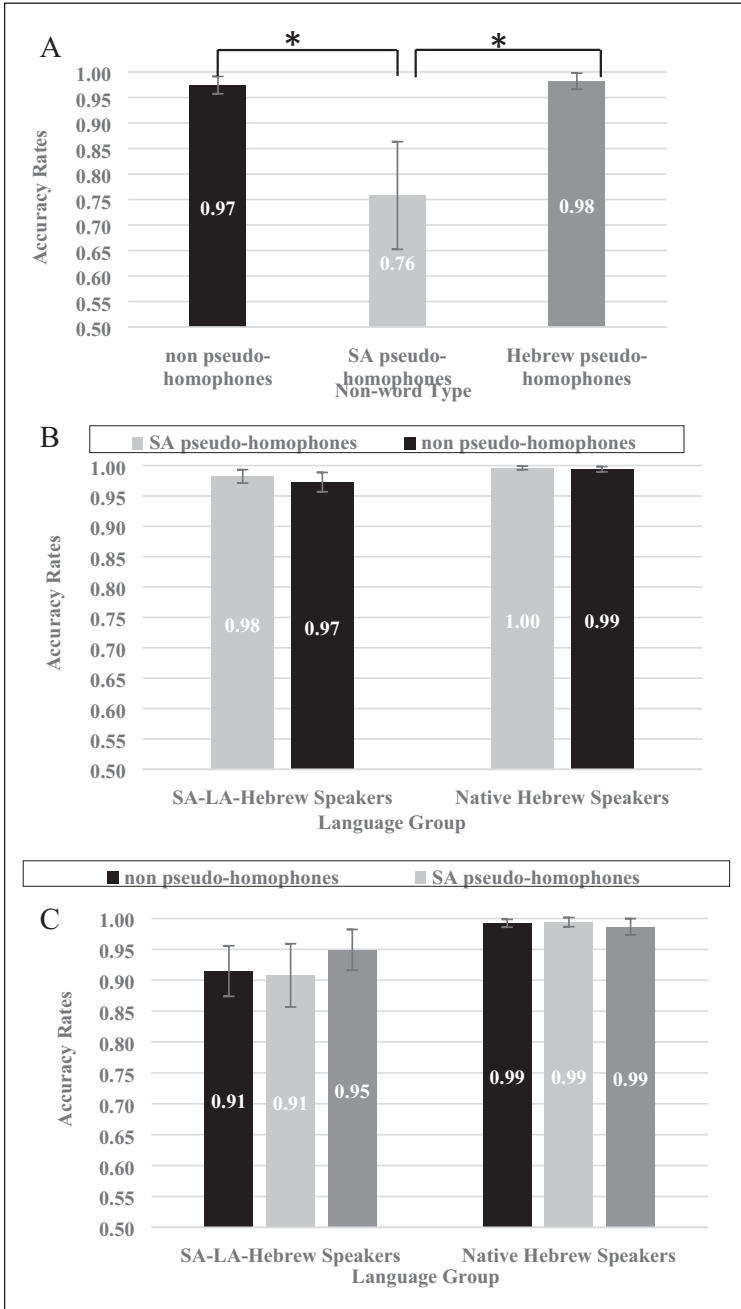 A
* *
1.00
0.95
0.90
0.85
0.80
0.75
0.70
0.65
0.60
0.55
0.50
Accuracy Rates
0.97
0.76
0.98
non pseudo-homophones
SA pseudo-homophones
Hebrew pseudo-homophones
Non-word Type
B
SA pseudo-homophones non pseudo-homophones
1.00
0.95
0.90
0.85
0.80
0.75
0.70
0.65
0.60
0.55
0.50
Accuracy Rates
0.98 0.97 1.00 0.99
SA-LA-Hebrew Speakers Native Hebrew Speakers
Language Group
non pseudo-homophones SA pseudo-homophones
C
1.00
0.95
0.90
0.85
0.80
0.75
0.70
0.65
0.60
0.55
0.50
Accuracy Rates
0.91 0.91 0.95 0.99 0.99 0.99
SA-LA-Hebrew Speakers Native Hebrew Speakers
Language Group